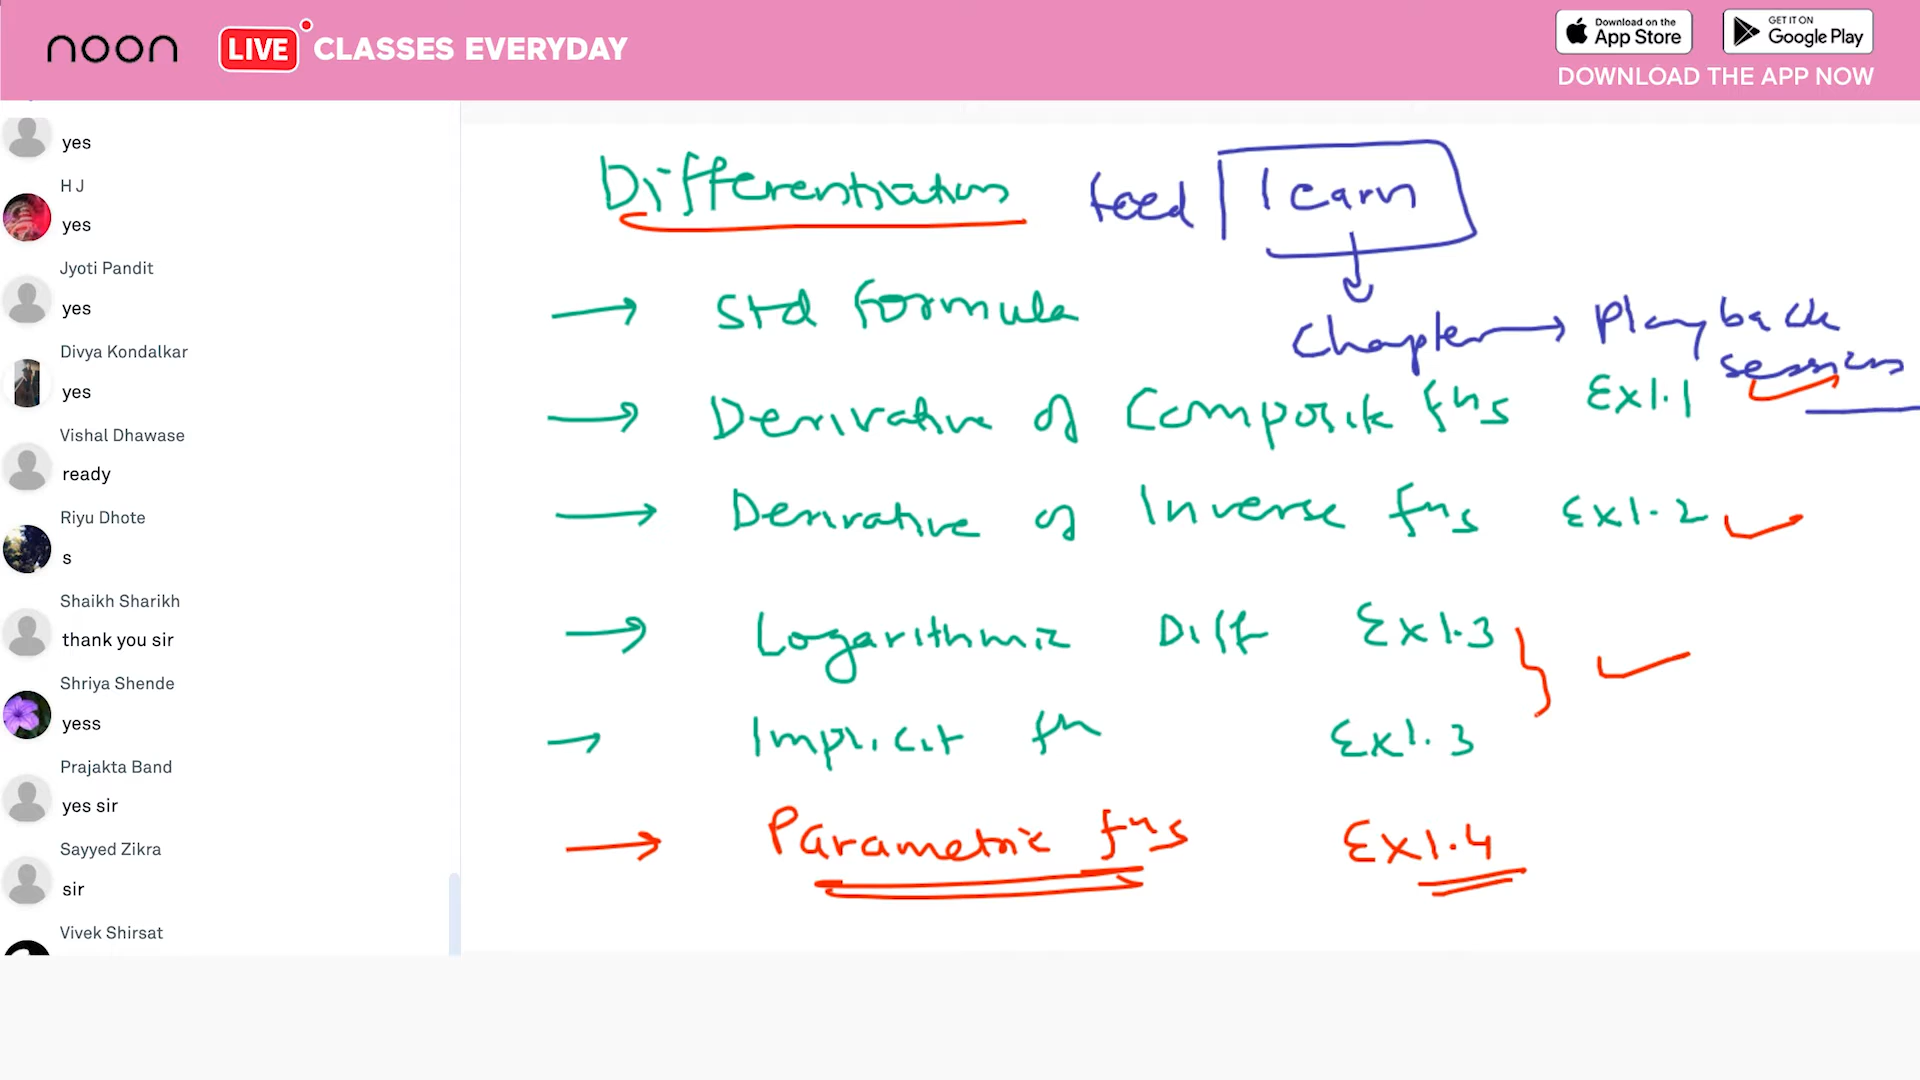 noon LIVE CLASSES EVERYDAY
Download on the App Store
GET IT ON Google Play
DOWNLOAD THE APP NOW
yes
H J
yes
Jyoti Pandit
yes
Divya Kondalkar
yes
Vishal Dhawase
ready
Riyu Dhote
s
Shaikh Sharikh
thank you sir
Shriya Shende
yess
Prajakta Band
yes sir
Sayyed Zikra
sir
Vivek Shirsat
Differentiation feed learn
Chapter → Playback session
→ Std formula
→ Derivative of Composite fns Ex1.1
→ Derivative of Inverse fns Ex1.2
→ Logarithmic Diff Ex1.3
→ Implicit fn Ex1.3
→ Parametric fns Ex1.4